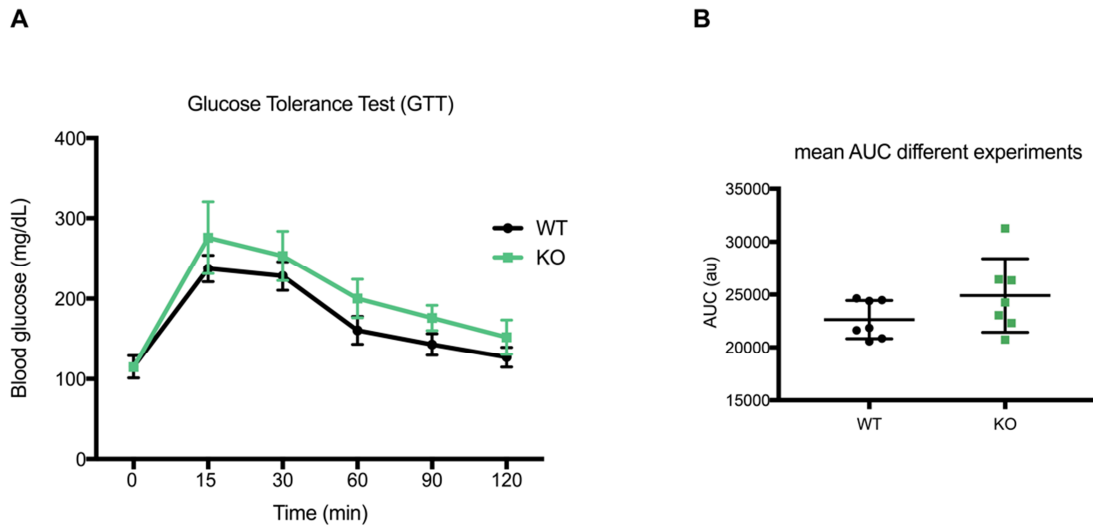 A
Glucose Tolerance Test (GTT)
400
300
200
100
0
Blood glucose (mg/dL)
0 15 30 60 90 120
Time (min)
WT
KO
B
mean AUC different experiments
35000
30000
25000
20000
15000
AUC (au)
WT KO